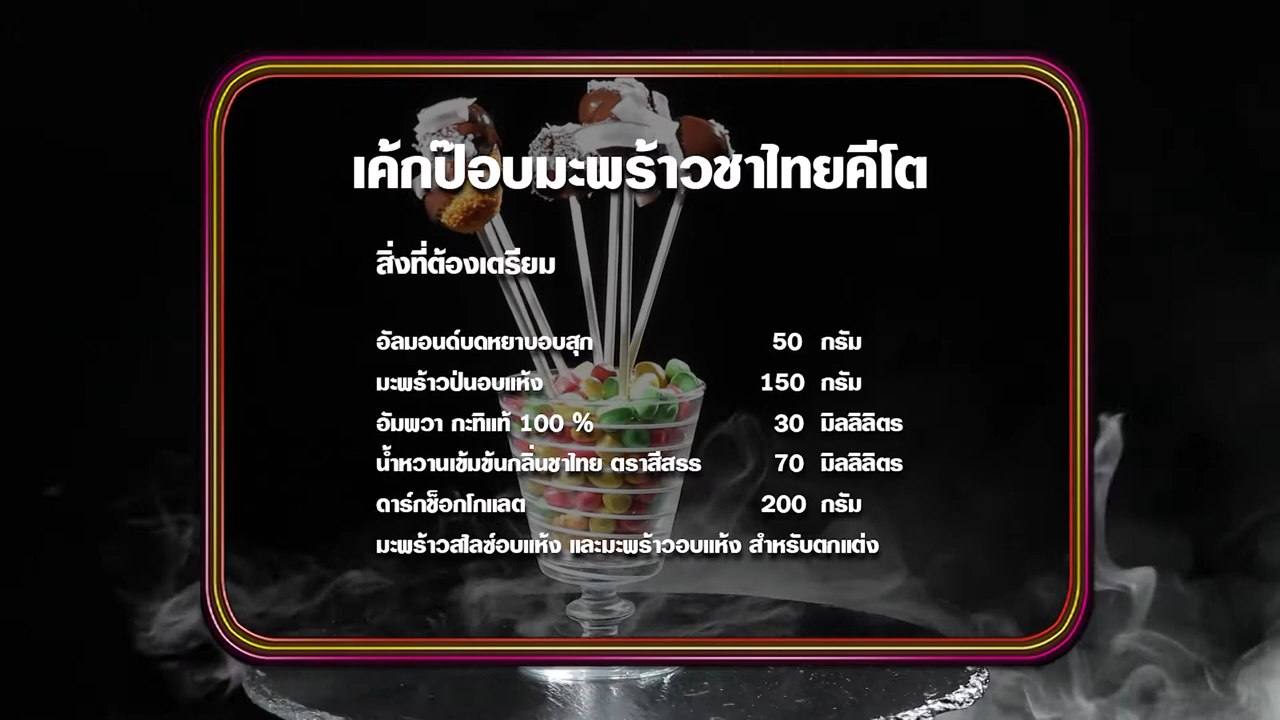 เค้กป๊อบมะพร้าวชาไทยคีโต
สิ่งที่ต้องเตรียม
อัลมอนด์บดหยาบอบสุก 50 กรัม
มะพร้าวป่นอบแห้ง 150 กรัม
อัมพวา กะทิแท้ 100 % 30 มิลลิลิตร
น้ำหวานเข้มข้นกลิ่นชาไทย ตราสีสรร 70 มิลลิลิตร
ดาร์กช็อกโกแลต 200 กรัม
มะพร้าวสไลซ์อบแห้ง และมะพร้าวอบแห้ง สำหรับตกแต่ง